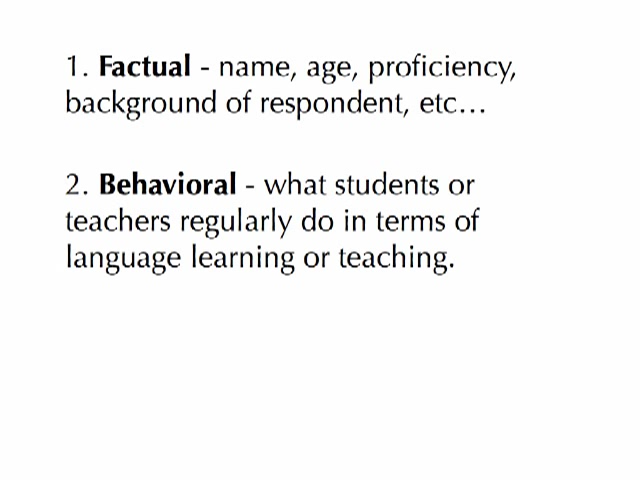 1. Factual - name, age, proficiency,
background of respondent, etc…
2. Behavioral - what students or
teachers regularly do in terms of
language learning or teaching.